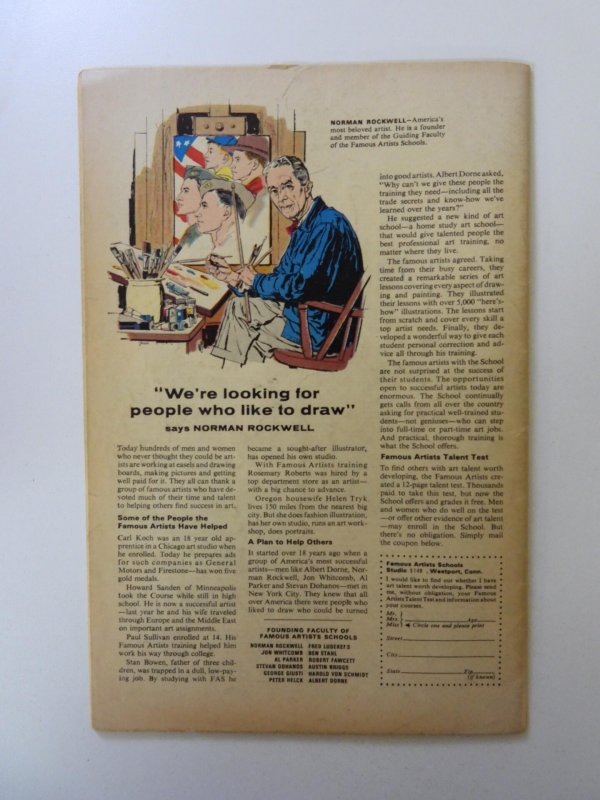 NORMAN ROCKWELL—America's
most beloved artist. He is a founder
and member of the Guiding Faculty
of the Famous Artists Schools.
"We're looking for
people who like to draw"
says NORMAN ROCKWELL
Today hundreds of men and women
who never thought they could be art-
ists are working at easels and drawing
boards, making pictures and getting
well paid for it. They all can thank a
group of famous artists who have de-
voted much of their time and talent
to helping others find success in art.
Some of the People the
Famous Artists Have Helped
Carl Koch was an 18 year old ap-
prentice in a Chicago art studio when
he enrolled. Today he prepares ads
for such companies as General
Motors and Firestone—has won five
gold medals.
Howard Sanden of Minneapolis
took the Course while still in high
school. He is now a successful artist
—last year he and his wife traveled
through Europe and the Middle East
on important art assignments.
Paul Sullivan enrolled at 14. His
Famous Artists training helped him
work his way through college.
Stan Bowen, father of three chil-
dren, was trapped in a dull, low-pay-
ing job. By studying with FAS he
became a sought-after illustrator,
has opened his own studio.
With Famous Artists training
Rosemary Roberts was hired by a
top department store as an artist—
with a big chance to advance.
Oregon housewife Helen Tryk
lives 150 miles from the nearest big
city. But she does fashion illustration,
has her own studio, runs an art work-
shop, does portraits.
A Plan to Help Others
It started over 18 years ago when a
group of America's most successful
artists—men like Albert Dorne, Nor-
man Rockwell, Jon Whitcomb, Al
Parker and Stevan Dohanos—met in
New York City. They knew that all
over America there were people who
liked to draw who could be turned
FOUNDING FACULTY OF
FAMOUS ARTISTS SCHOOLS
NORMAN ROCKWELL FRED LUDEKENS
JON WHITCOMB BEN STAHL
AL PARKER ROBERT FAWCETT
STEVAN DOHANOS AUSTIN BRIGGS
GEORGE GIUSTI HAROLD VON SCHMIDT
PETER HELCK ALBERT DORNE
into good artists. Albert Dorne asked,
"Why can't we give these people the
training they need—including all the
trade secrets and know-how we've
learned over the years?"
He suggested a new kind of art
school—a home study art school—
that would give talented people the
best professional art training, no
matter where they live.
The famous artists agreed. Taking
time from their busy careers, they
created a remarkable series of art
lessons covering every aspect of draw-
ing and painting. They illustrated
their lessons with over 5,000 "here's-
how" illustrations. The lessons start
from scratch and cover every skill a
top artist needs. Finally, they de-
veloped a wonderful way to give each
student personal correction and ad-
vice all through his training.
The famous artists with the School
are not surprised at the success of
their students. The opportunities
open to successful artists today are
enormous. The School continually
gets calls from all over the country
asking for practical well-trained stu-
dents—not geniuses—who can step
into full-time or part-time art jobs.
And practical, thorough training is
what the School offers.
Famous Artists Talent Test
To find others with art talent worth
developing, the Famous Artists cre-
ated a 12-page talent test. Thousands
paid to take this test, but now the
School offers and grades it free. Men
and women who do well on the test
—or offer other evidence of art talent
—may enroll in the School. But
there's no obligation. Simply mail
the coupon below.
Famous Artists Schools
Studio , Westport, Conn.
I would like to find out whether I have
art talent worth developing. Please send
me, without obligation, your Famous
Artists Talent Test and information about
your courses.
Mr.
Mrs. Age
Miss Circle one and please print
Street
City
State Zip
(if known)